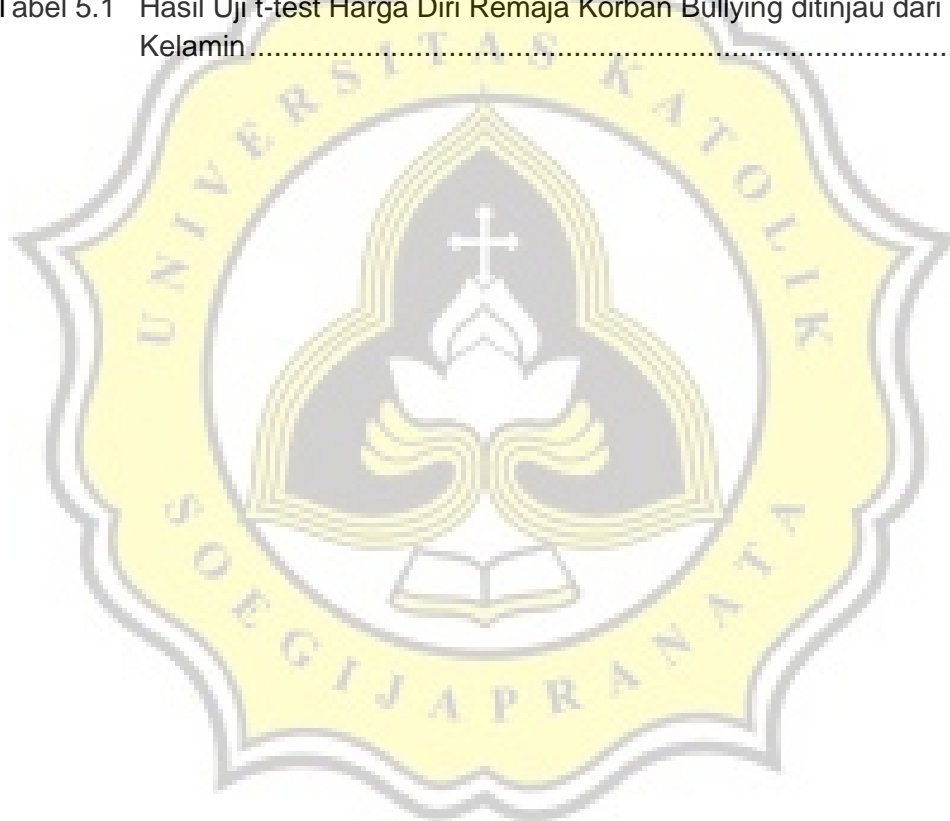 Tabel 5.1 Hasil Uji t-test Harga Diri Remaja Korban Bullying ditinjau dari
Kelamin...............................................................................
UNIVERSITAS KATOLIK
SOEGIJAPRANATA